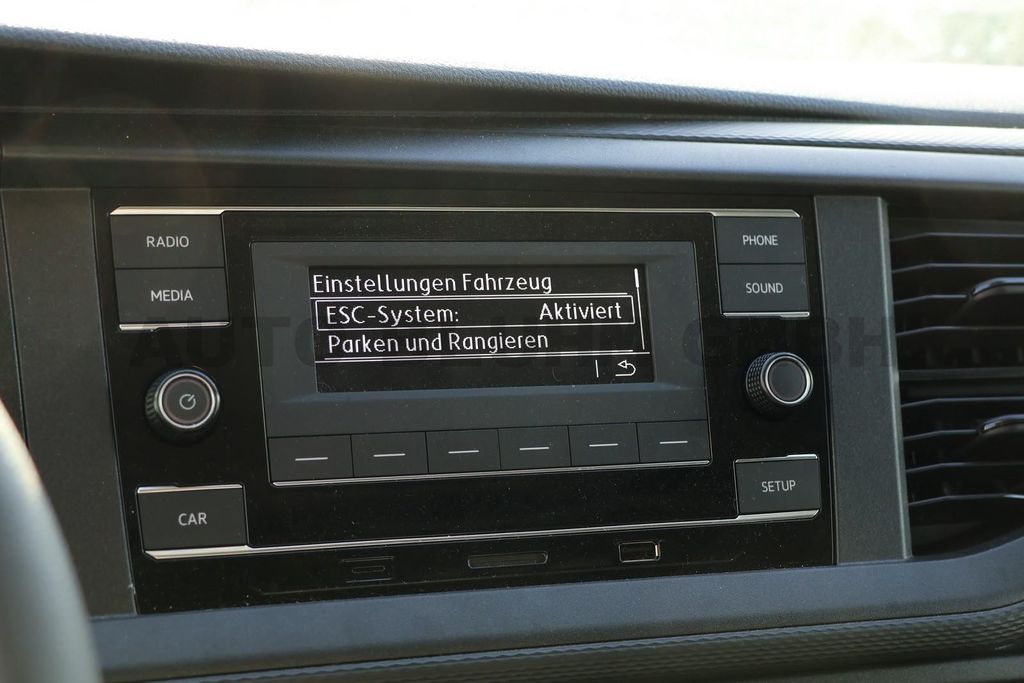 RADIO
MEDIA
PHONE
SOUND
Einstellungen Fahrzeug
ESC-System: Aktiviert
Parken und Rangieren
CAR
SETUP